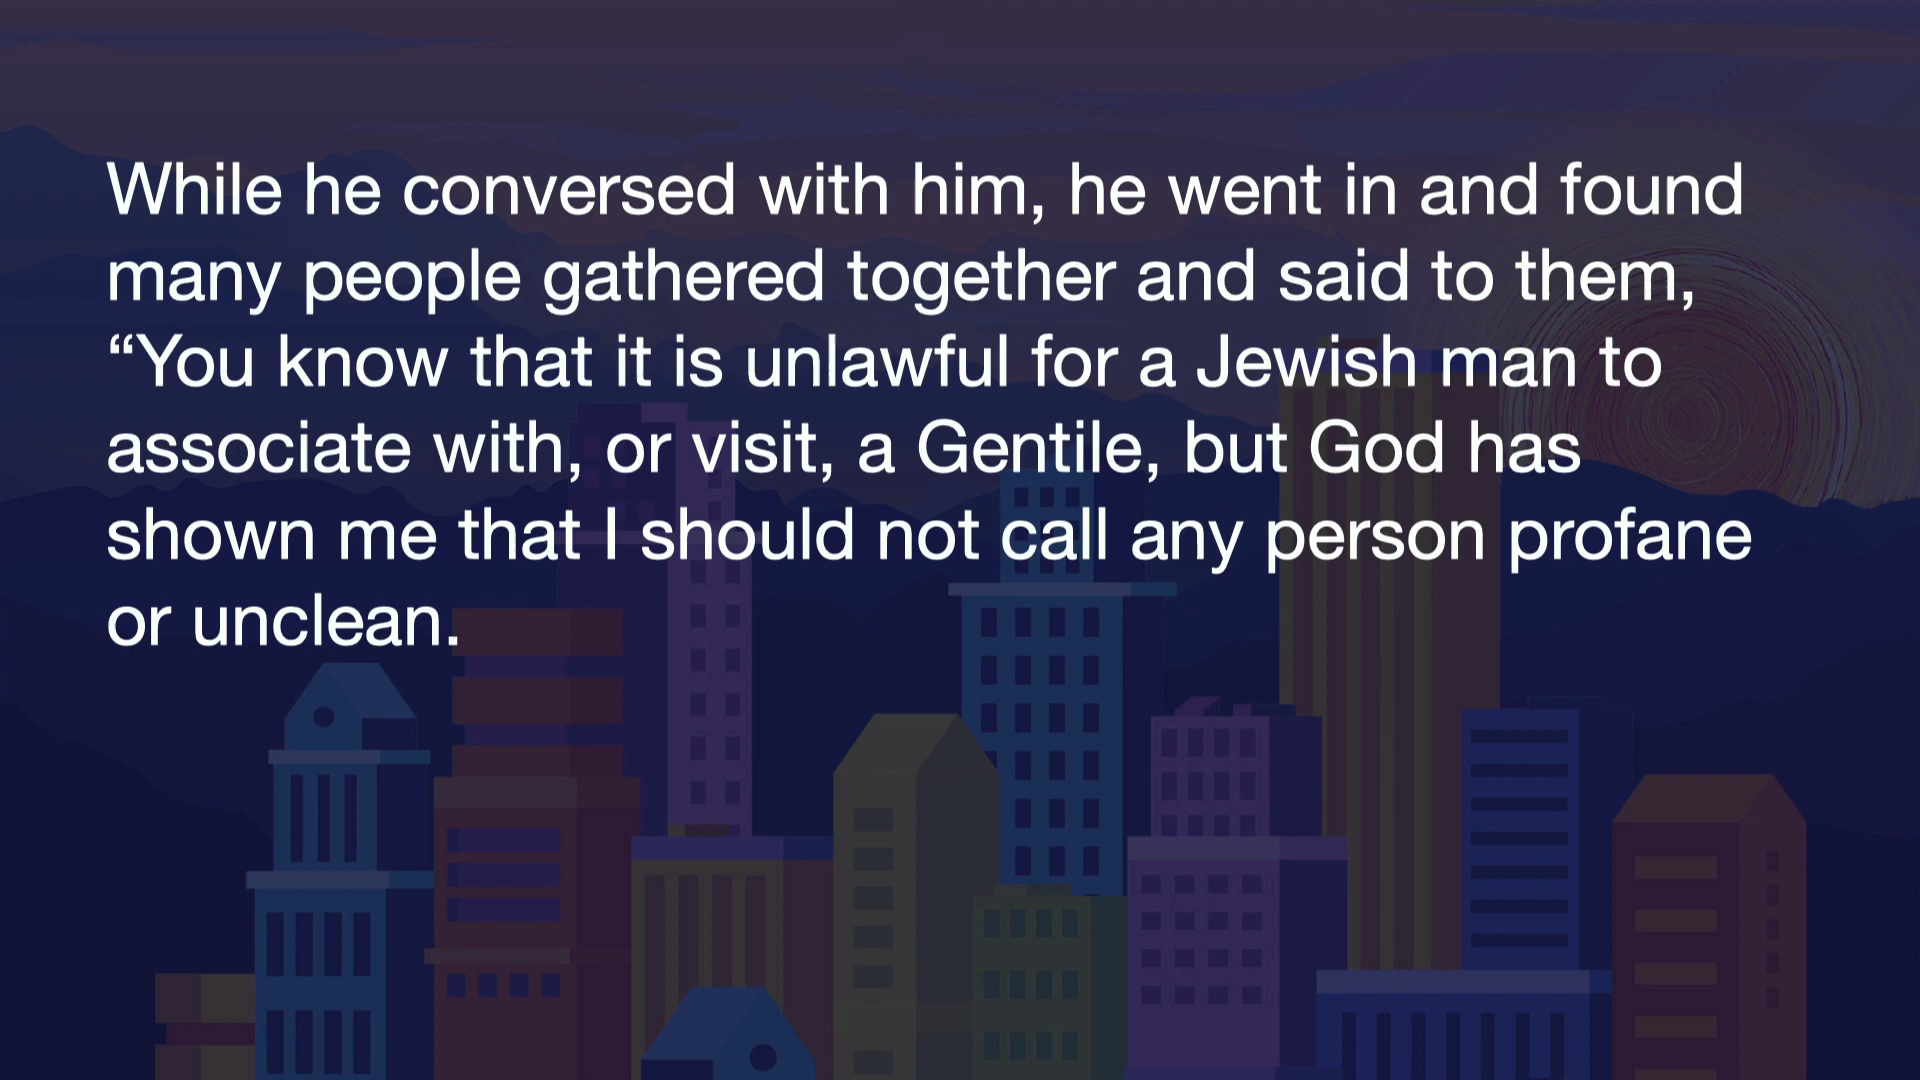 While he conversed with him, he went in and found
many people gathered together and said to them,
“You know that it is unlawful for a Jewish man to
associate with, or visit, a Gentile, but God has
shown me that I should not call any person profane
or unclean.